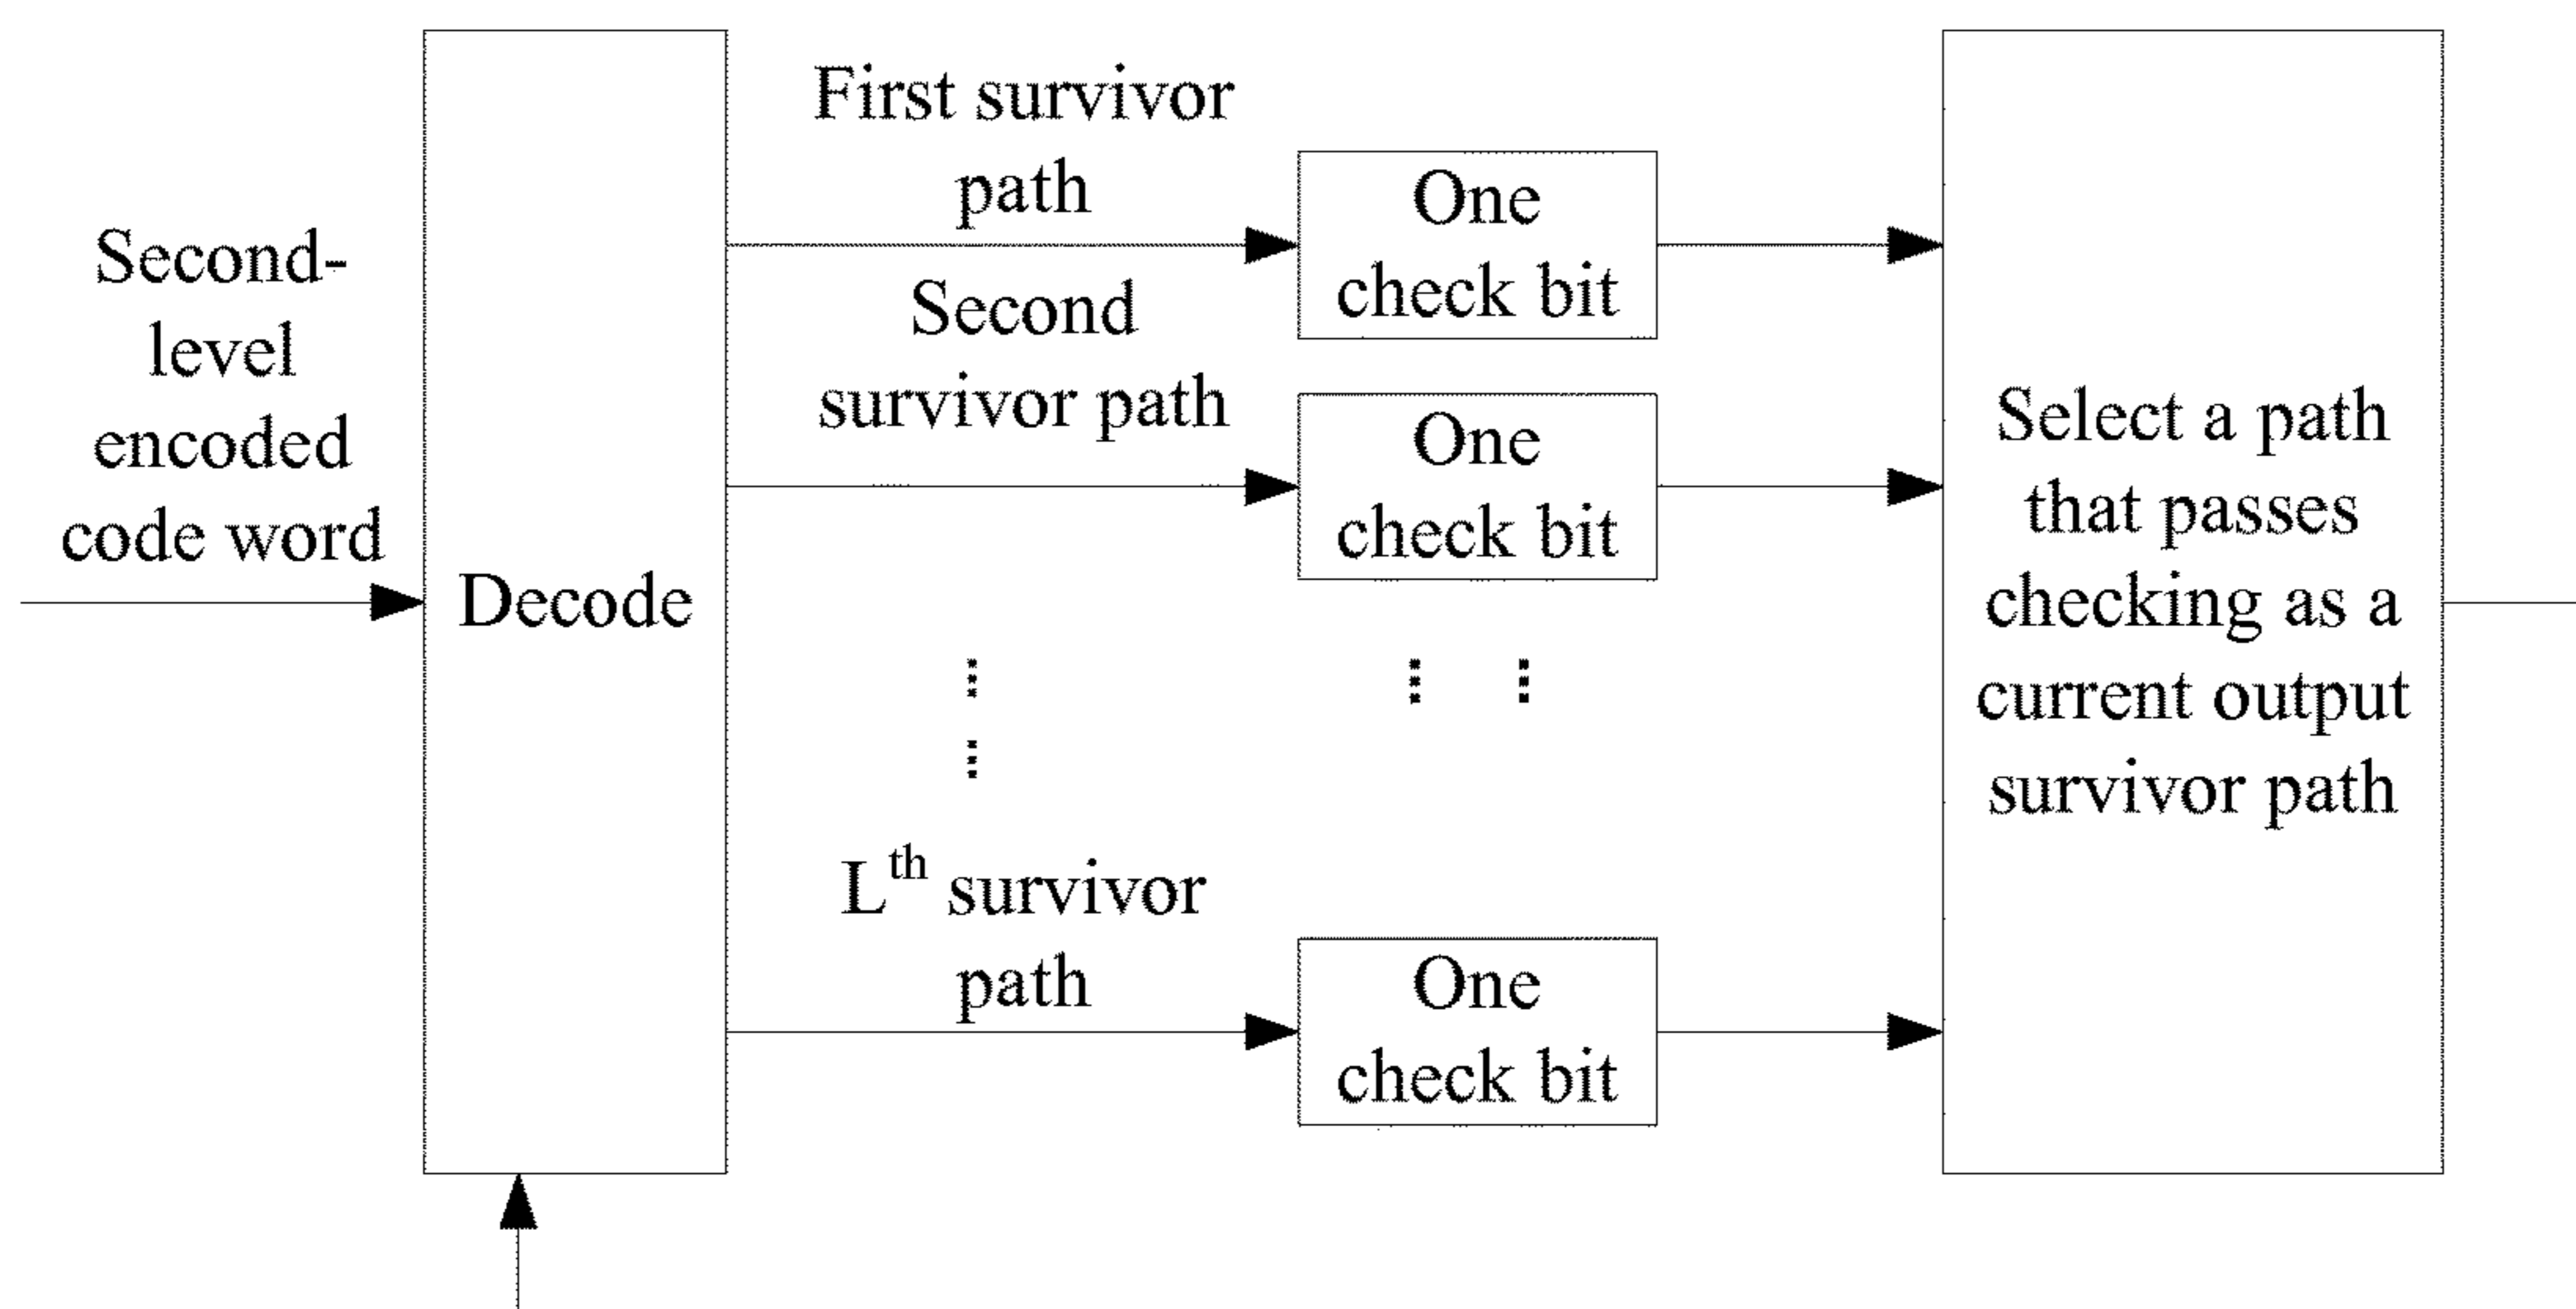 Second-
level
encoded
code word
Decode
First survivor
path
Second
survivor path
Lth survivor
path
One
check bit
One
check bit
One
check bit
Select a path
that passes
checking as a
current output
survivor path